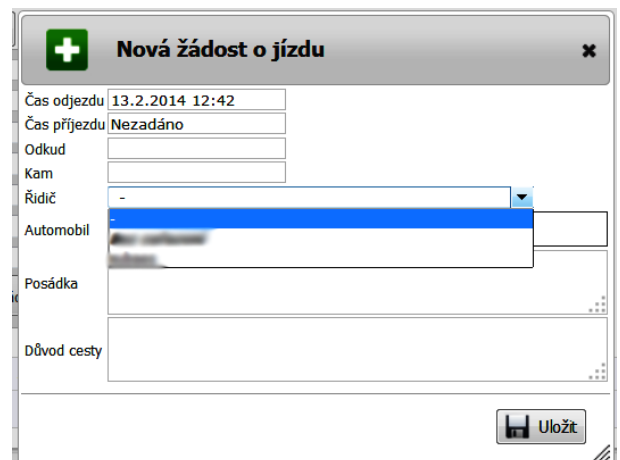 Nová žádost o jízdu
Čas odjezdu 13.2.2014 12:42
Čas příjezdu Nezadáno
Odkud
Kam
Řidič -
-
Automobil
Posádka
Důvod cesty
Uložit